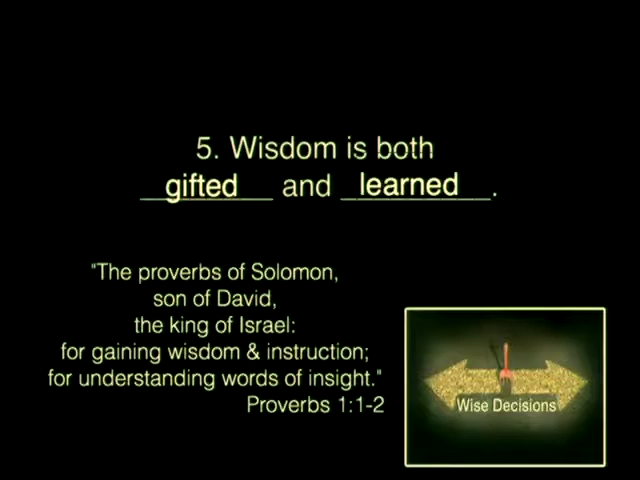 5. Wisdom is both
gifted and learned.
"The proverbs of Solomon,
son of David,
the king of Israel:
for gaining wisdom & instruction;
for understanding words of insight."
Proverbs 1:1-2
Wise Decisions